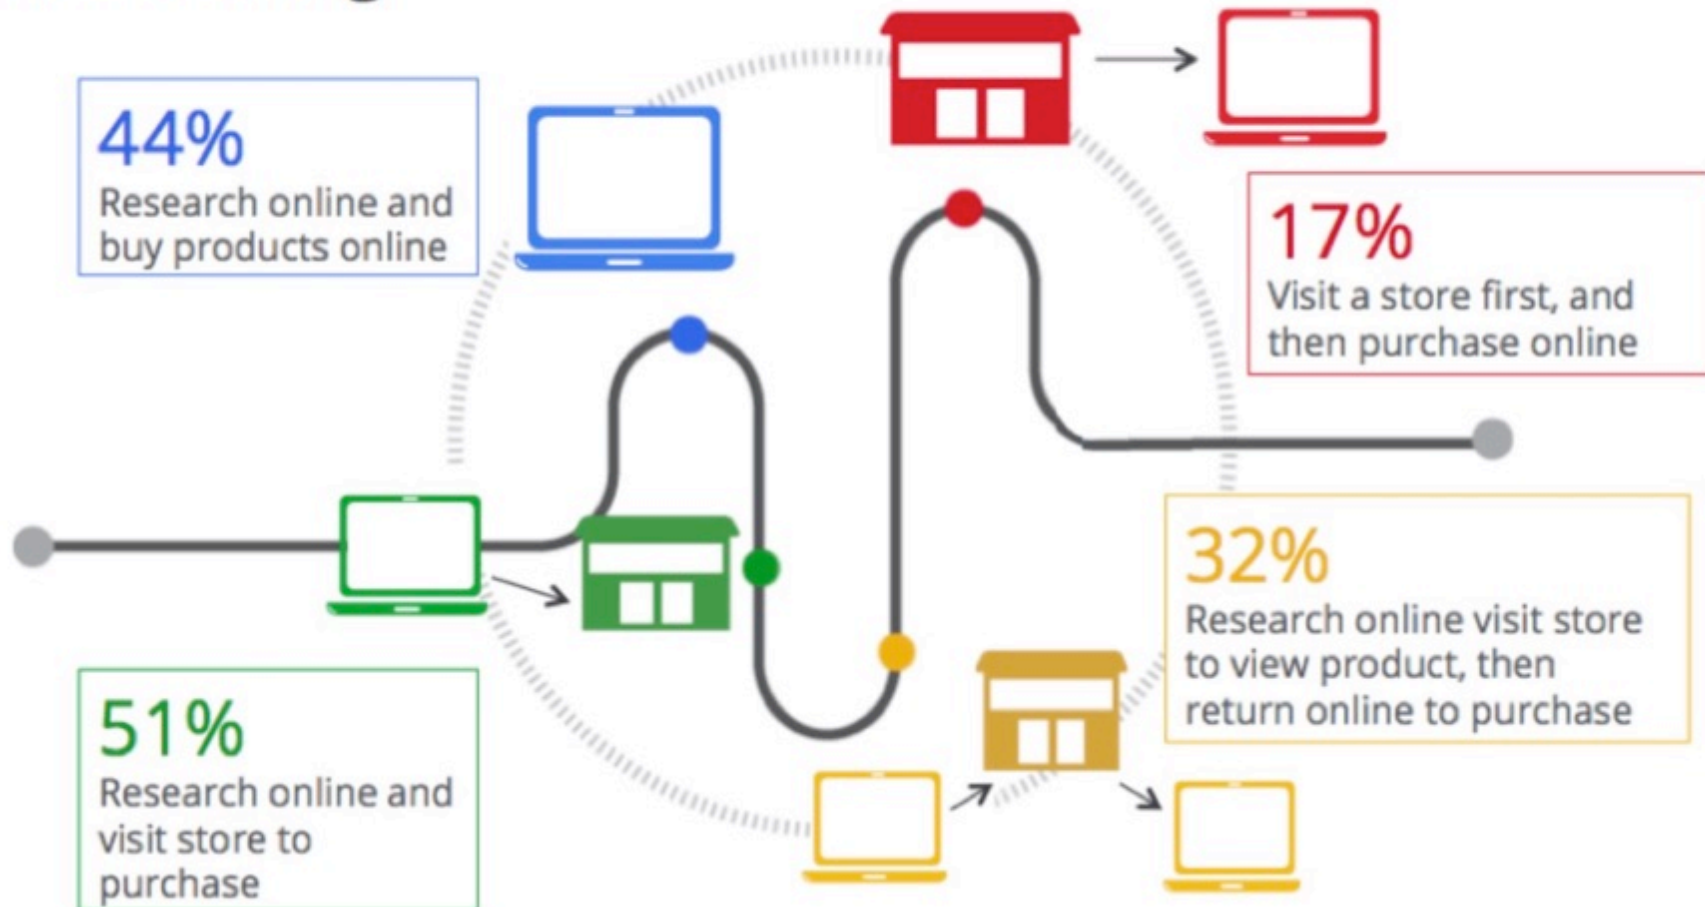 44%
Research online and
buy products online
17%
Visit a store first, and
then purchase online
51%
Research online and
visit store to
purchase
32%
Research online visit store
to view product, then
return online to purchase